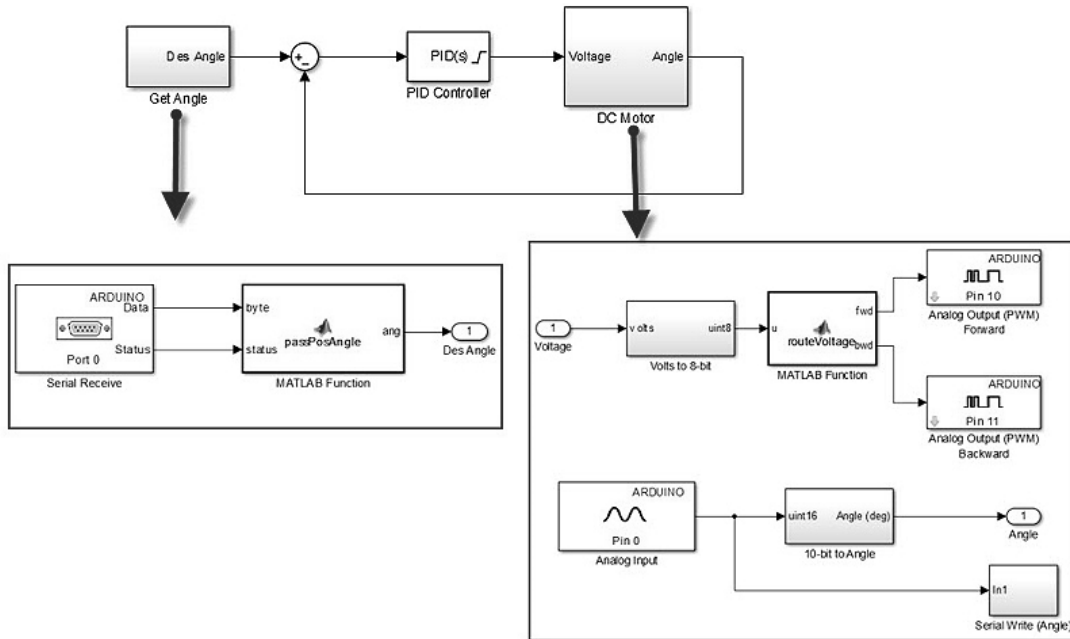 Des Angle
Get Angle
+
−
PID(s)
PID Controller
Voltage
Angle
DC Motor
ARDUINO
Data
Port 0
Status
Serial Receive
byte
status
passPosAngle
ang
MATLAB Function
1
Des Angle
1
Voltage
volts
uint8
Volts to 8-bit
u
fwd
routeVoltage
bwd
MATLAB Function
ARDUINO
Pin 10
Analog Output (PWM)
Forward
ARDUINO
Pin 11
Analog Output (PWM)
Backward
ARDUINO
Pin 0
Analog Input
uint16
Angle (deg)
10-bit to Angle
1
Angle
In1
Serial Write (Angle)